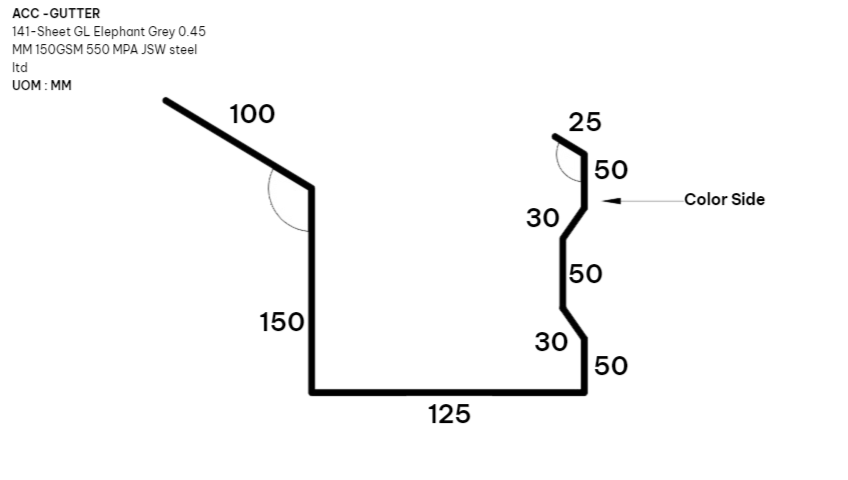 ACC -GUTTER
141-Sheet GL Elephant Grey 0.45
MM 150GSM 550 MPA JSW steel
ltd
UOM : MM
100
25
50
Color Side
30
50
150
30
50
125